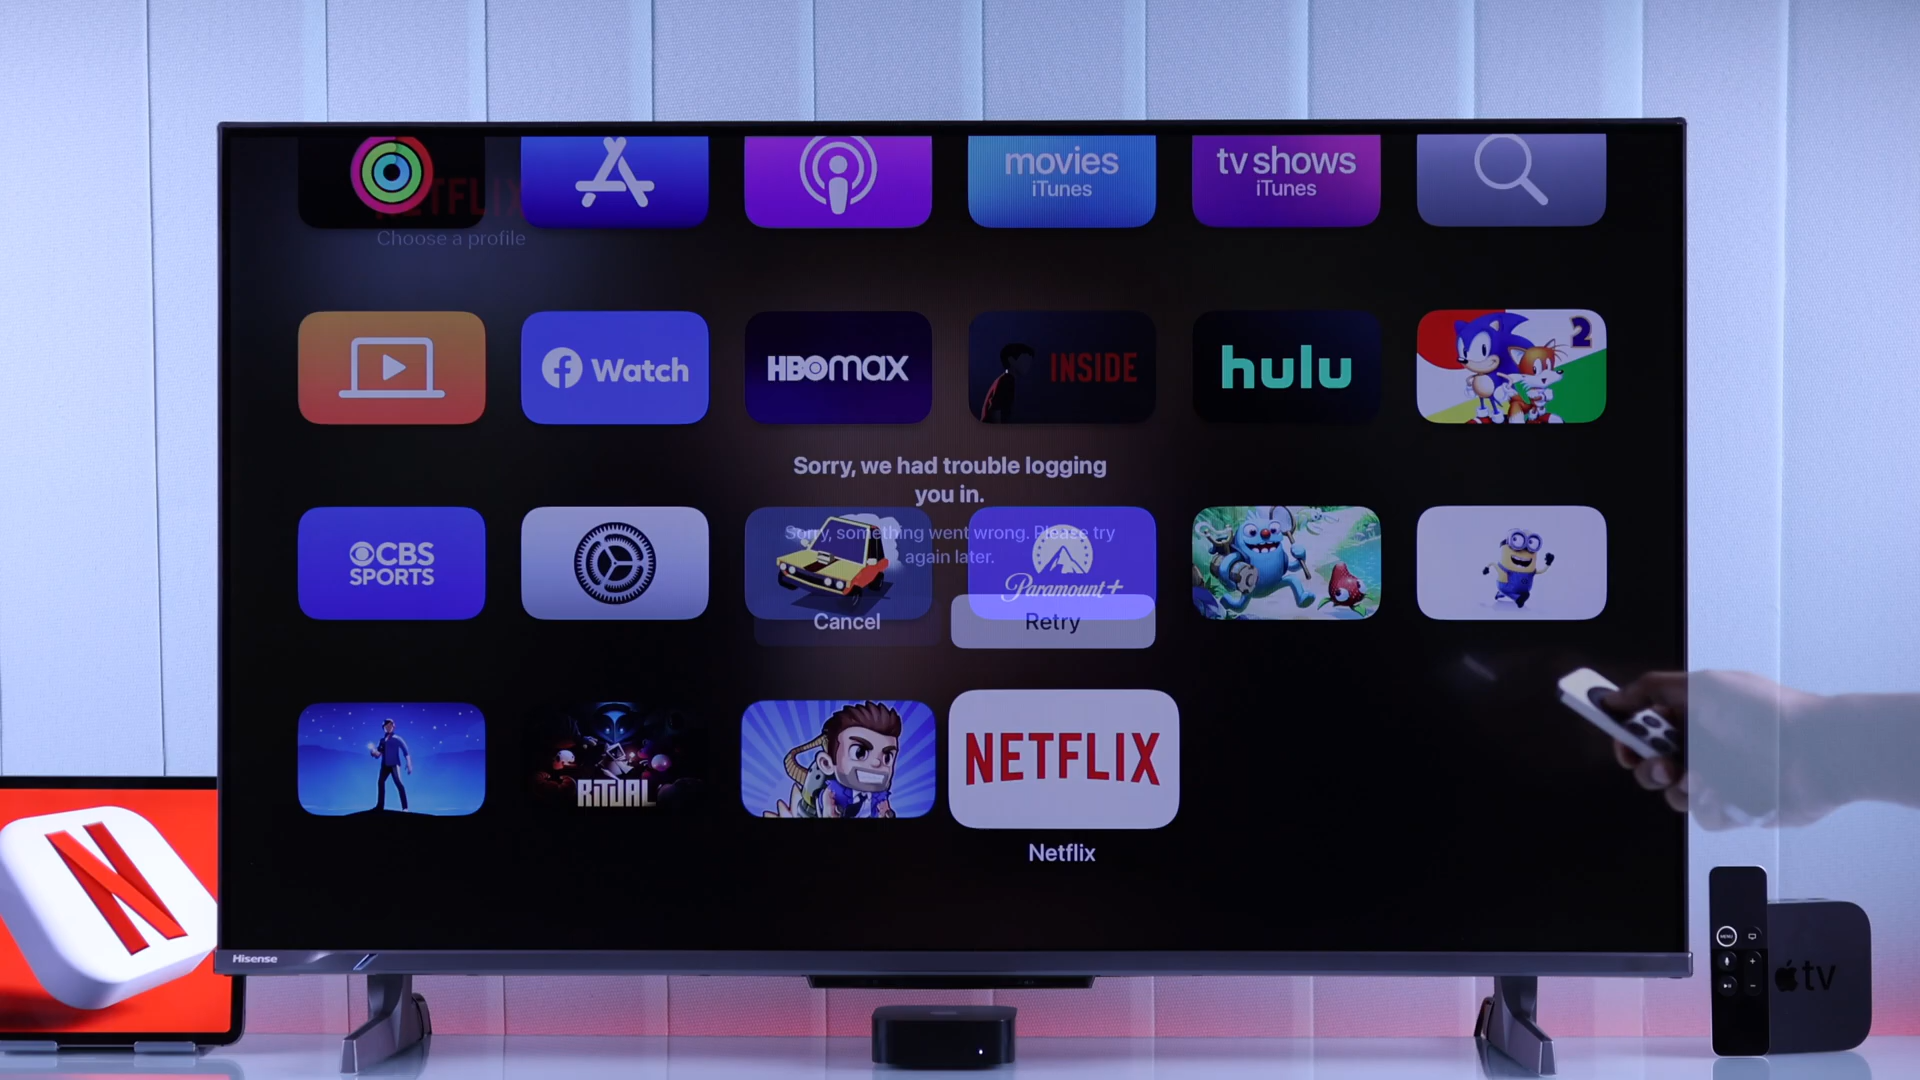 movies
iTunes
tv shows
iTunes
NETFLIX
Choose a profile
Watch
HBOMAX
INSIDE
hulu
2
Sorry, we had trouble logging
you in.
CBS
SPORTS
Sorry, something went wrong. Please try
again later.
Paramount+
Cancel
Retry
RITUAL
NETFLIX
Netflix
N
Hisense
MENU
tv